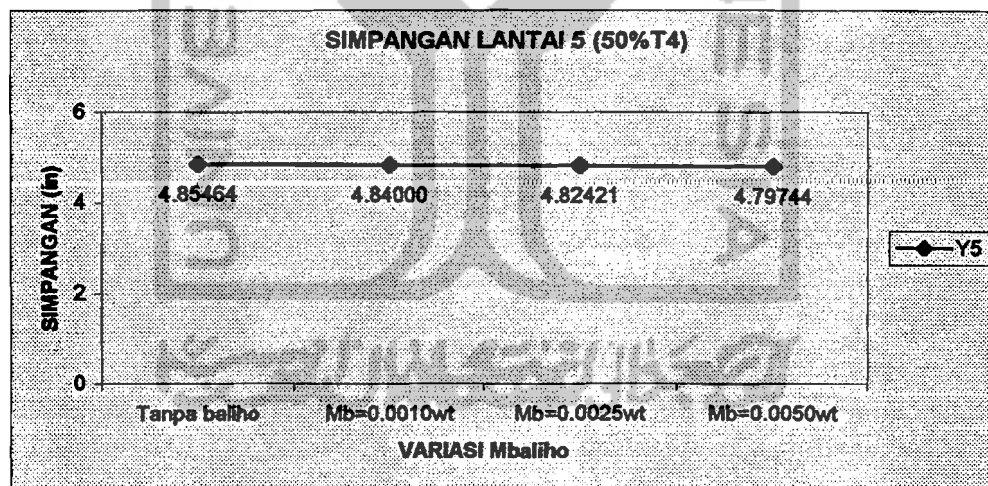 SIMPANGAN LANTAI 5 (50%T4)
SIMPANGAN (in)
6
4
2
0
4.85464 4.84000 4.82421 4.79744
Y5
Tanpa baliho Mb=0.0010wt Mb=0.0025wt Mb=0.0050wt
VARIASI Mbaliho